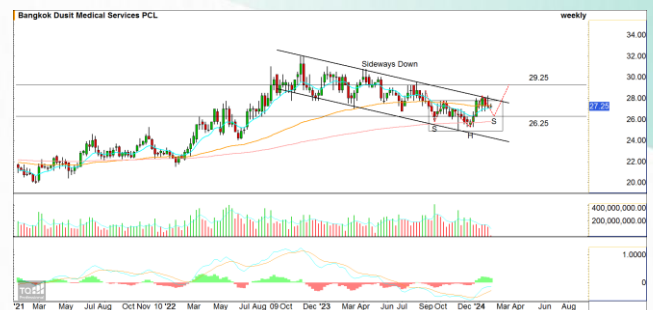 Bangkok Dusit Medical Services PCL
weekly
34.00
32.00
30.00
28.00
27.25
26.00
24.00
22.00
20.00
Sideways Down
29.25
26.25
S
H
S
400,000,000.00
200,000,000.00
1.0000
0
'21 Mar May Jul Aug Oct Nov 10 '22 Mar May Jul Aug 09 Oct Dec '23 Mar Apr Jun Jul Sep Oct Dec '24 Mar Apr Jun Aug